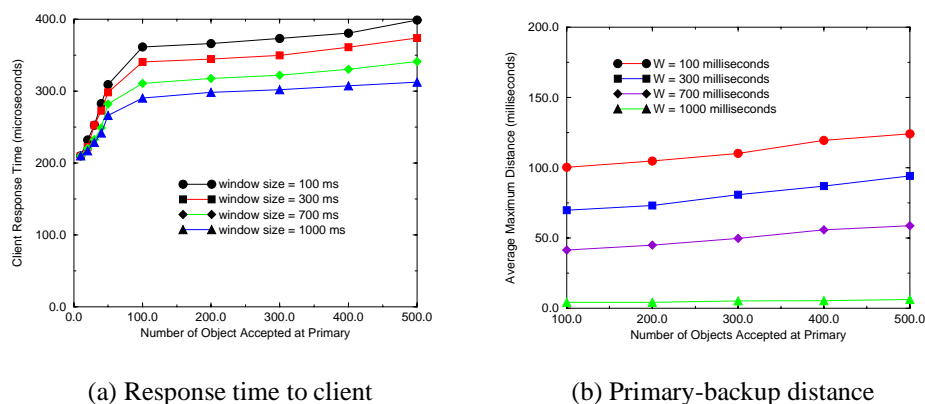 400.0
300.0
200.0
100.0
0.0
Client Response Time (microseconds)
window size = 100 ms
window size = 300 ms
window size = 700 ms
window size = 1000 ms
0.0 100.0 200.0 300.0 400.0 500.0
Number of Object Accepted at Primary
(a) Response time to client
200.0
150.0
100.0
50.0
0.0
Average Maximum Distance (milliseconds)
W = 100 milliseconds
W = 300 milliseconds
W = 700 milliseconds
W = 1000 milliseconds
100.0 200.0 300.0 400.0 500.0
Number of Objects Accepted at Primary
(b) Primary-backup distance